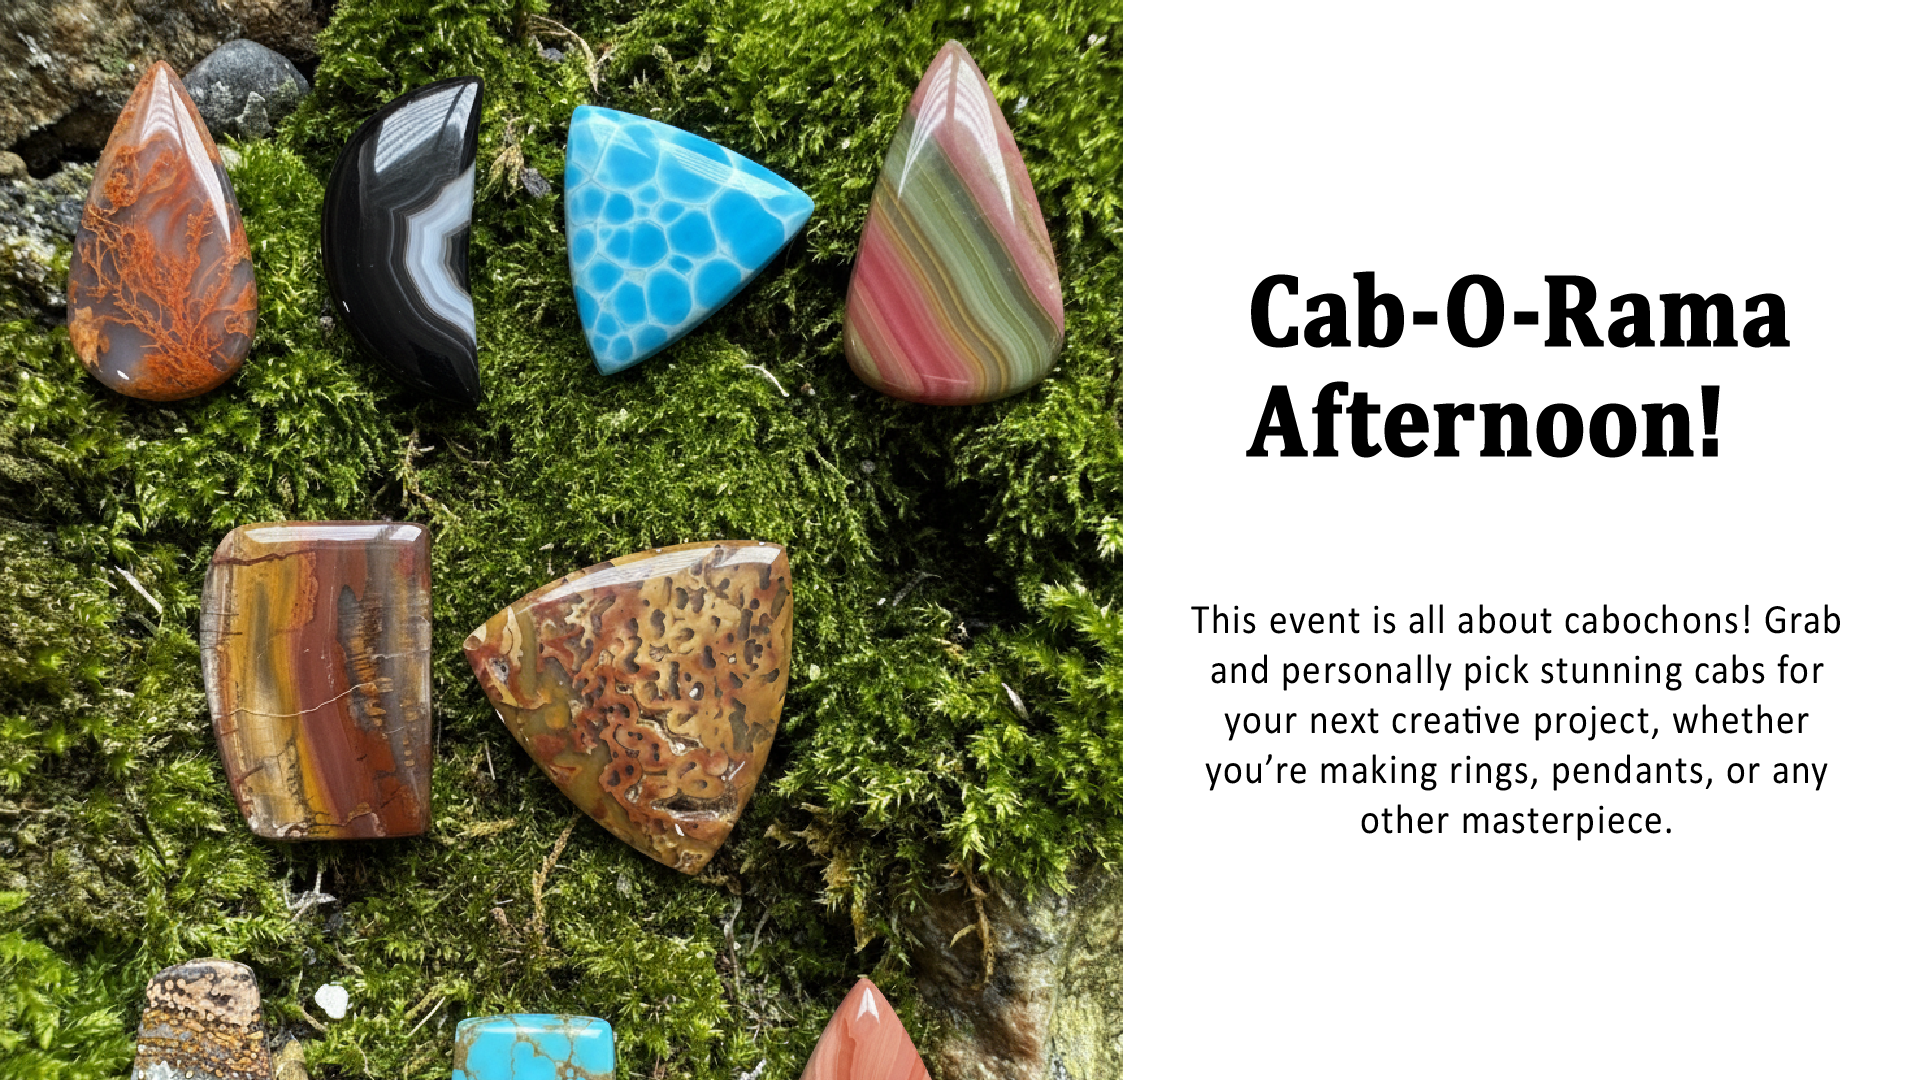 Cab-O-Rama
Afternoon!
This event is all about cabochons! Grab
and personally pick stunning cabs for
your next creative project, whether
you’re making rings, pendants, or any
other masterpiece.